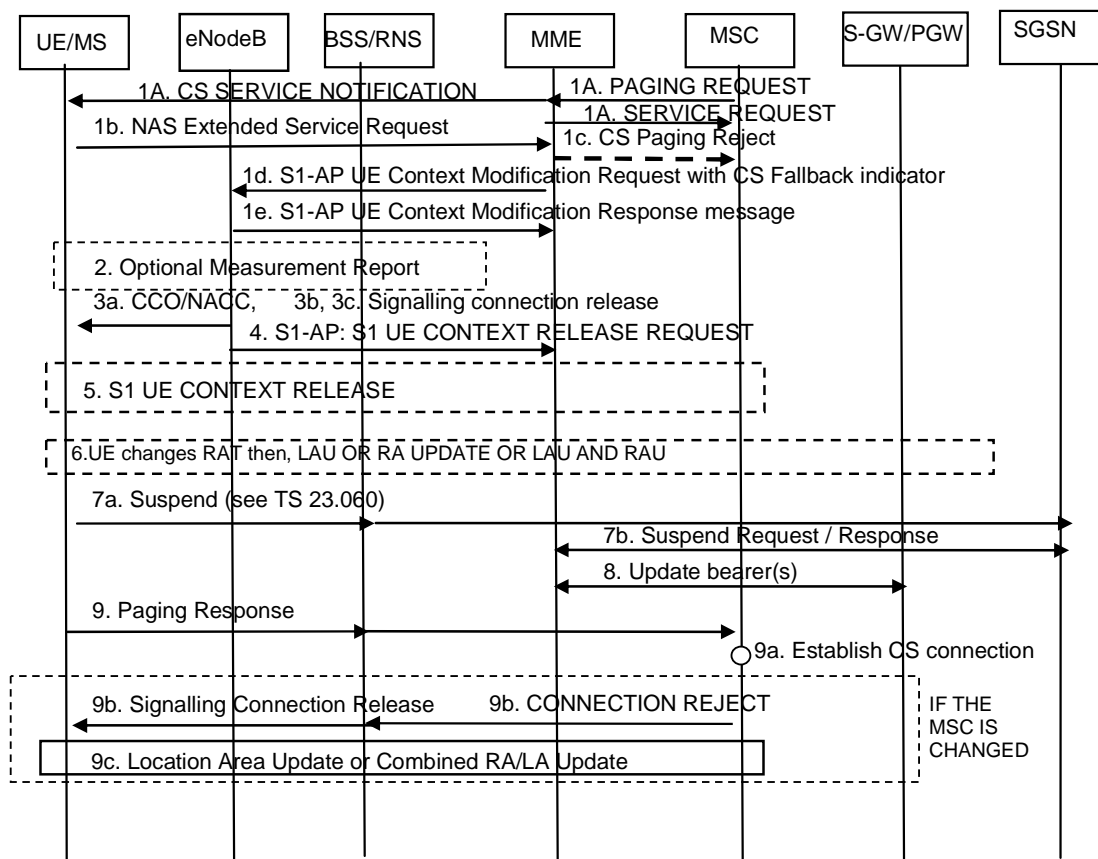 UE/MS
eNodeB
BSS/RNS
MME
MSC
S-GW/PGW
SGSN
1A. CS SERVICE NOTIFICATION
1A. PAGING REQUEST
1A. SERVICE REQUEST
1b. NAS Extended Service Request
1c. CS Paging Reject
1d. S1-AP UE Context Modification Request with CS Fallback indicator
1e. S1-AP UE Context Modification Response message
2. Optional Measurement Report
3a. CCO/NACC, 3b, 3c. Signalling connection release
4. S1-AP: S1 UE CONTEXT RELEASE REQUEST
5. S1 UE CONTEXT RELEASE
6.UE changes RAT then, LAU OR RA UPDATE OR LAU AND RAU
7a. Suspend (see TS 23.060)
7b. Suspend Request / Response
8. Update bearer(s)
9. Paging Response
9a. Establish CS connection
9b. Signalling Connection Release
9b. CONNECTION REJECT
IF THE
MSC IS
CHANGED
9c. Location Area Update or Combined RA/LA Update